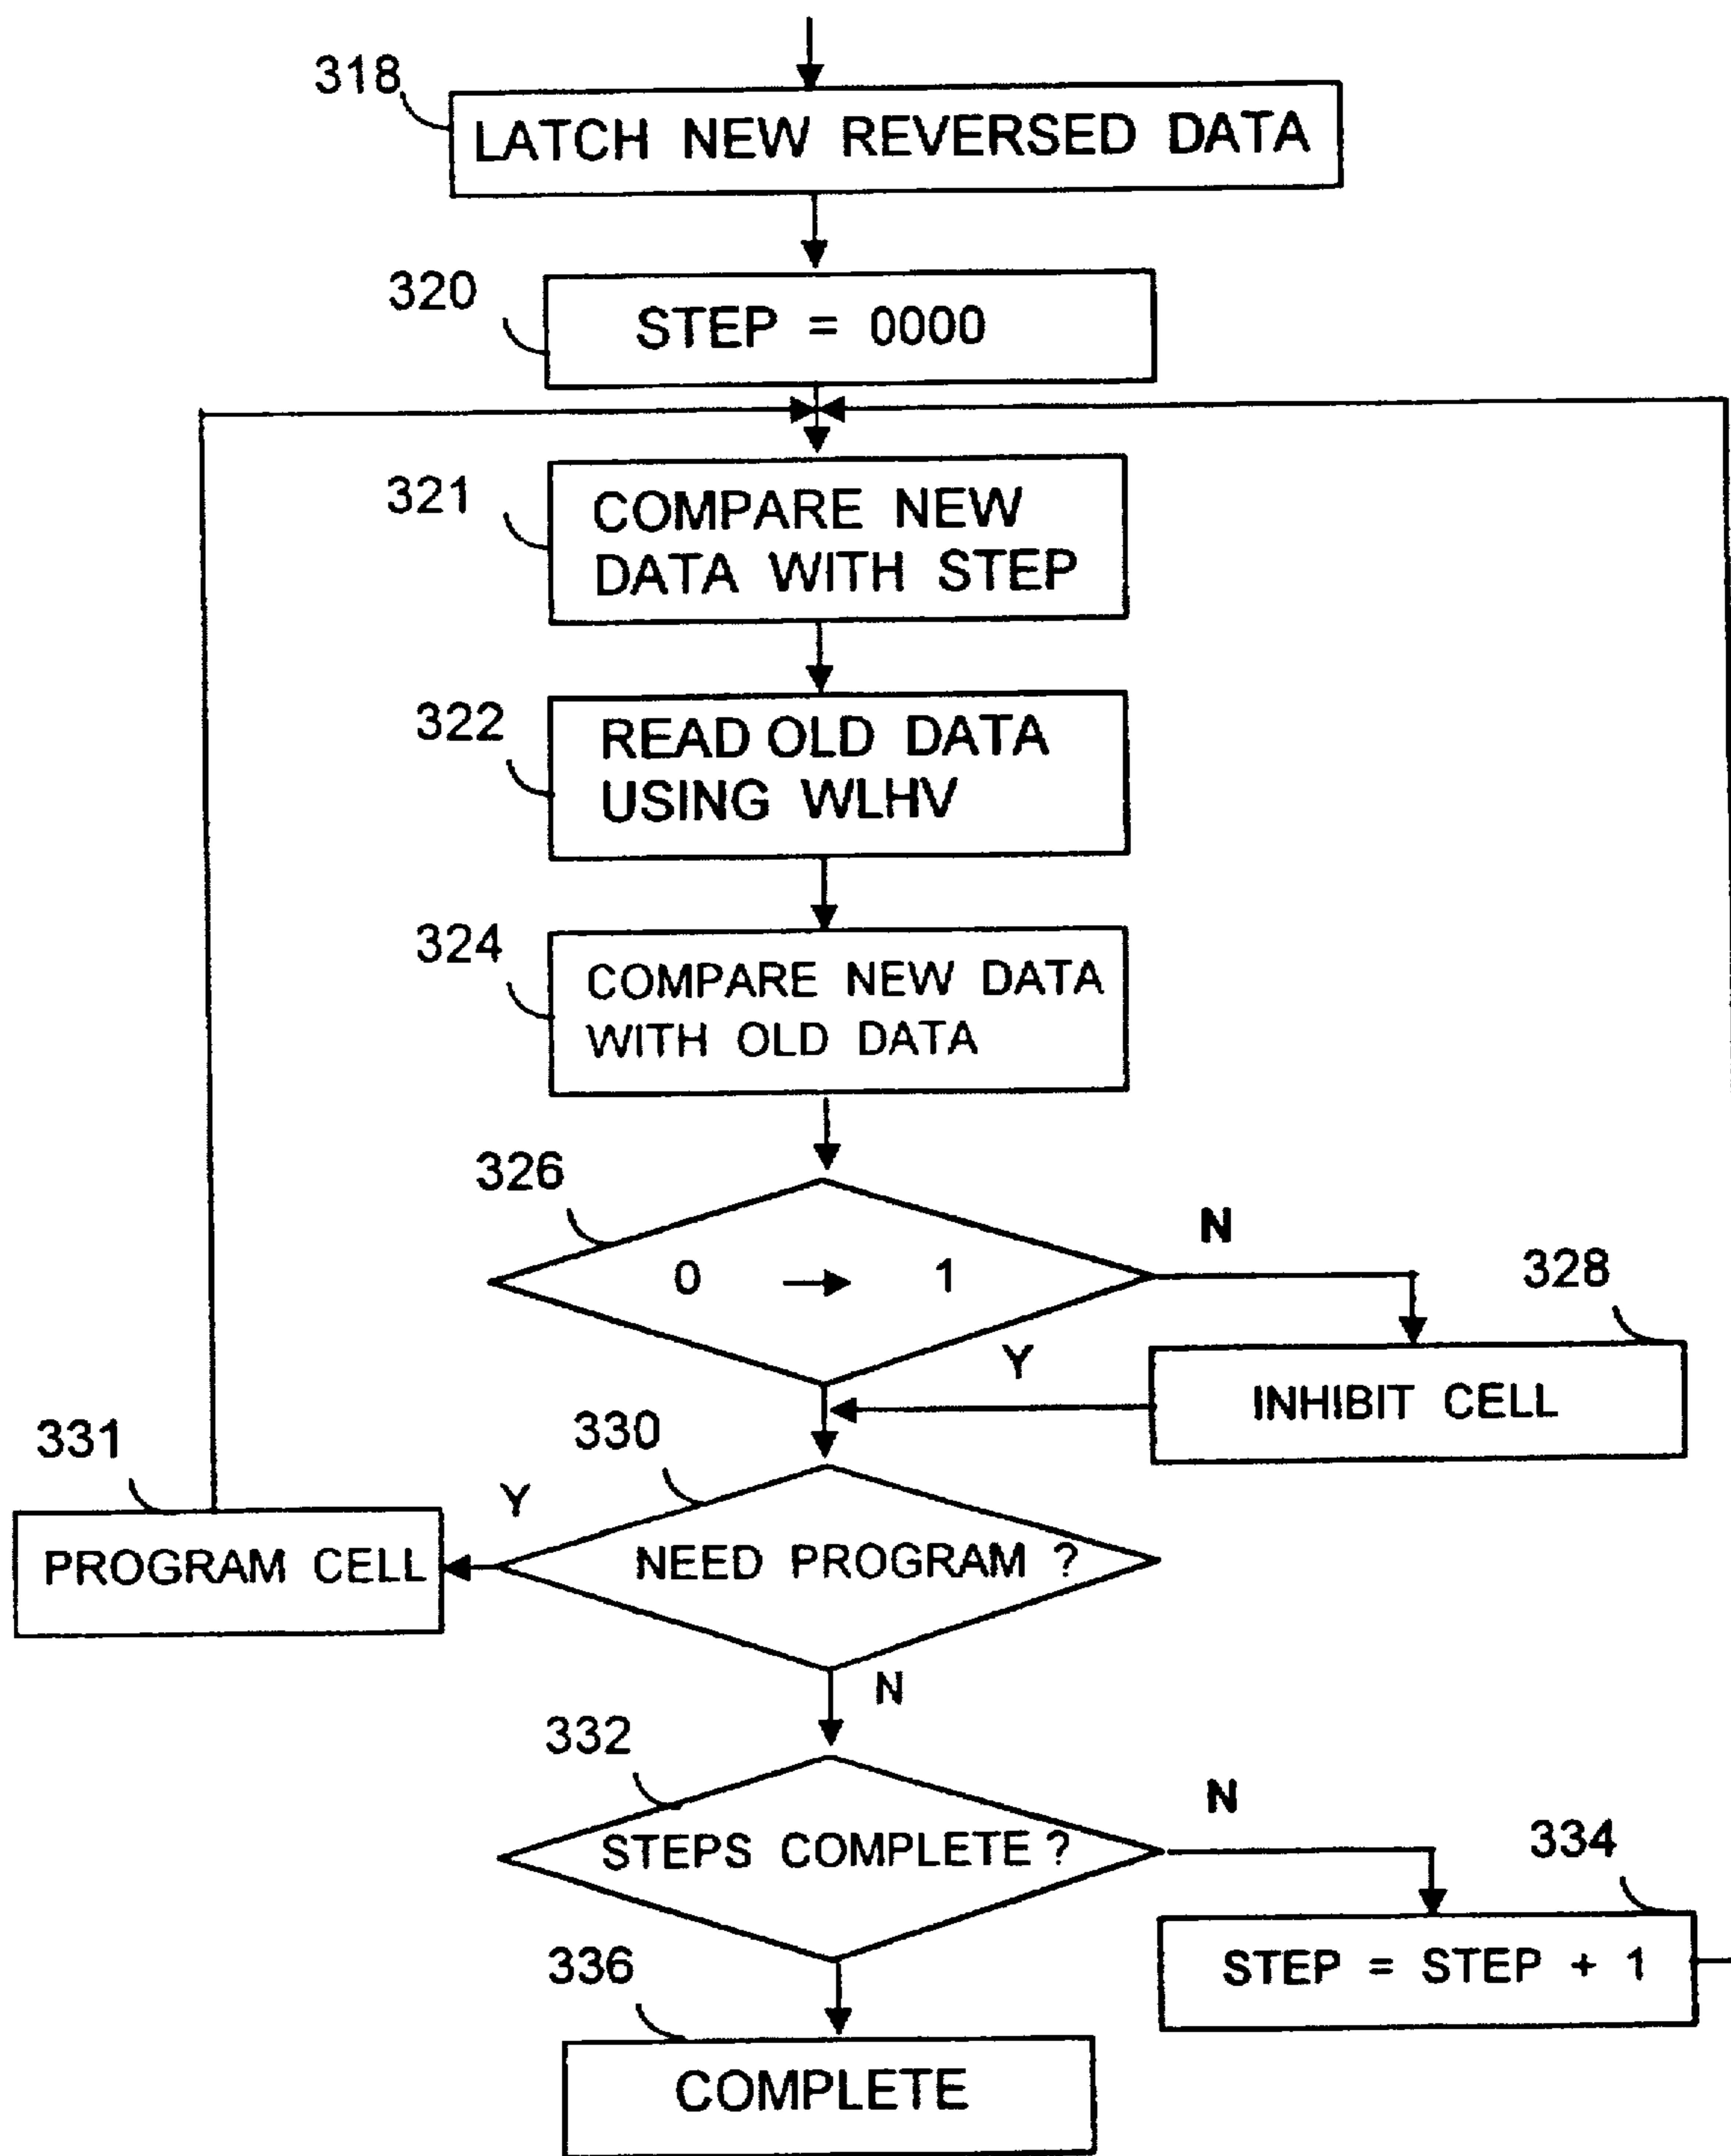 318
LATCH NEW REVERSED DATA
320
STEP = 0000
321
COMPARE NEW
DATA WITH STEP
322
READ OLD DATA
USING WLHV
324
COMPARE NEW DATA
WITH OLD DATA
326
0 → 1
N
328
Y
INHIBIT CELL
331
330
Y
PROGRAM CELL
NEED PROGRAM ?
N
332
STEPS COMPLETE ?
N
334
STEP = STEP + 1
336
COMPLETE